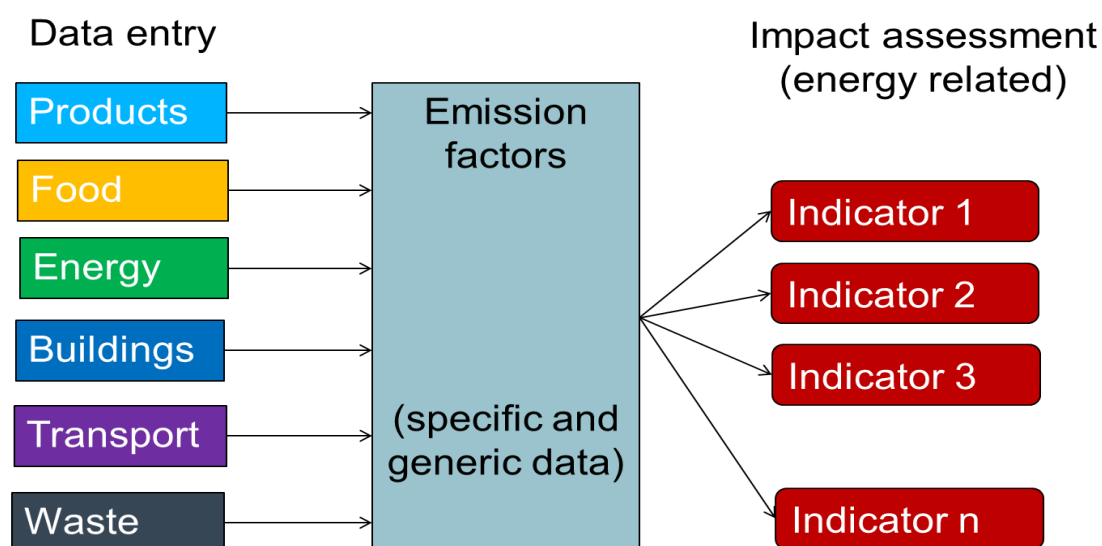 Data entry
Impact assessment
(energy related)
Products
Food
Energy
Buildings
Transport
Waste
Emission
factors
(specific and
generic data)
Indicator 1
Indicator 2
Indicator 3
Indicator n